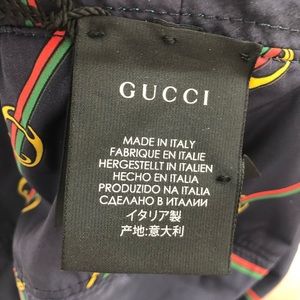 GUCCI
MADE IN ITALY
FABRIQUE EN ITALIE
HERGESTELLT IN ITALIEN
HECHO EN ITALIA
PRODUZIDO NA ITALIA
СДЕЛАНО В ИТАЛИИ
イタリア製
产地:意大利